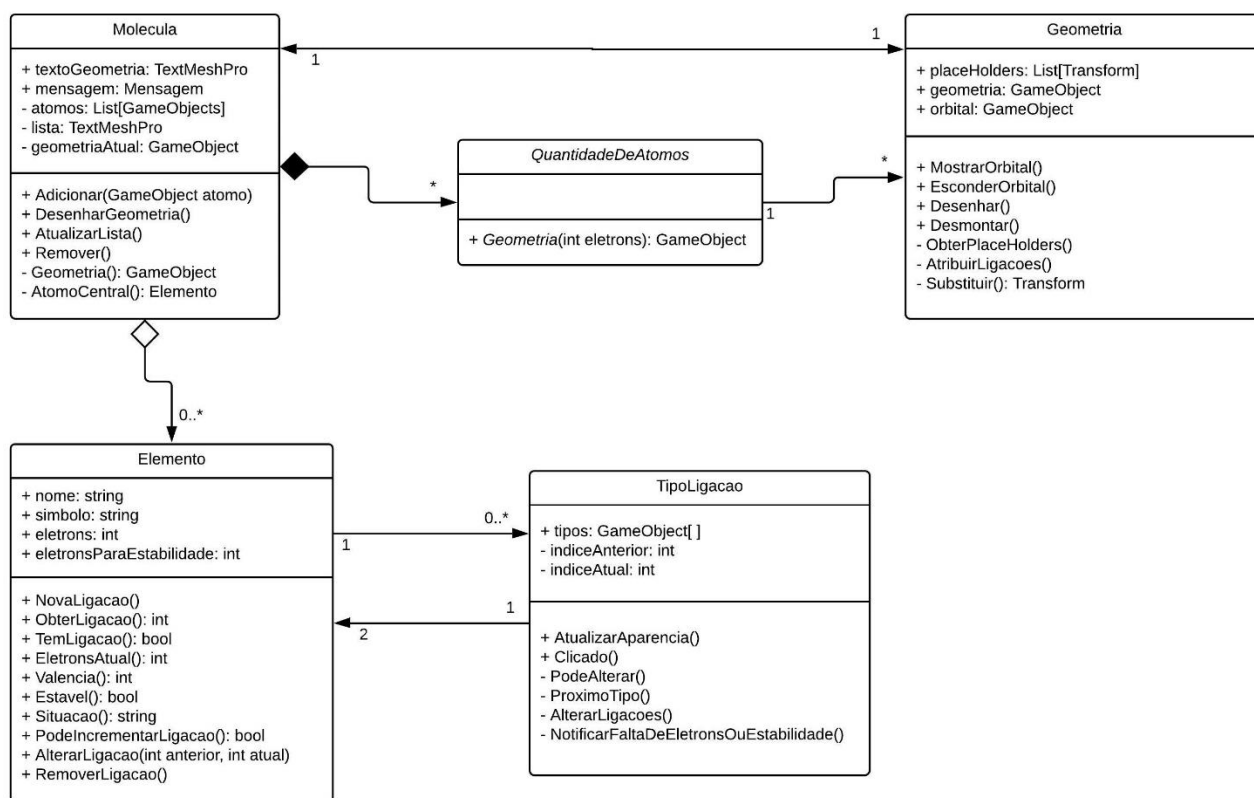 Molecula
+ textoGeometria: TextMeshPro
+ mensagem: Mensagem
- atomos: List[GameObjects]
- lista: TextMeshPro
- geometriaAtual: GameObject
+ Adicionar(GameObject atomo)
+ DesenharGeometria()
+ AtualizarLista()
+ Remover()
- Geometria(): GameObject
- AtomoCentral(): Elemento
1
1
Geometria
+ placeHolders: List[Transform]
+ geometria: GameObject
+ orbital: GameObject
+ MostrarOrbital()
+ EsconderOrbital()
+ Desenhar()
+ Desmontar()
- ObterPlaceHolders()
- AtribuirLigacoes()
- Substituir(): Transform
*
QuantidadeDeAtomos
+ Geometria(int eletrons): GameObject
1
*
0..*
Elemento
+ nome: string
+ simbolo: string
+ eletrons: int
+ eletronsParaEstabilidade: int
+ NovaLigacao()
+ ObterLigacao(): int
+ TemLigacao(): bool
+ EletronsAtual(): int
+ Valencia(): int
+ Estavel(): bool
+ Situacao(): string
+ PodeIncrementarLigacao(): bool
+ AlterarLigacao(int anterior, int atual)
+ RemoverLigacao()
1
0..*
2
1
TipoLigacao
+ tipos: GameObject[ ]
- indiceAnterior: int
- indiceAtual: int
+ AtualizarAparencia()
+ Clicado()
- PodeAlterar()
- ProximoTipo()
- AlterarLigacoes()
- NotificarFaltaDeEletronsOuEstabilidade()